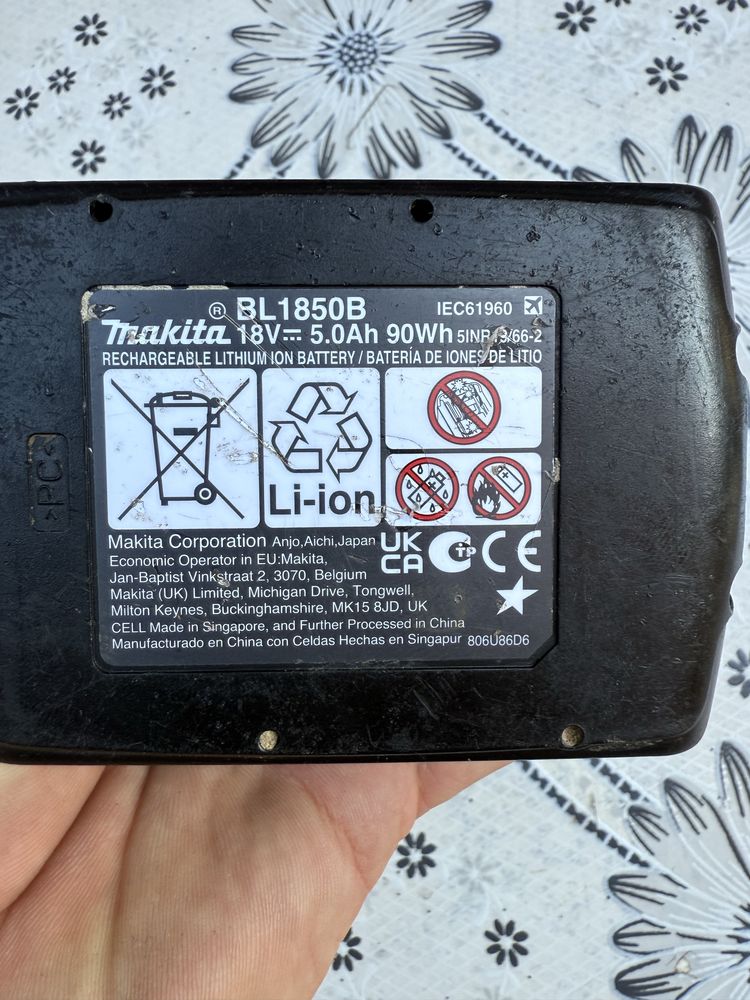 BL1850B IEC61960
® Makita 18V⎓ 5.0Ah 90Wh 5INR19/66-2
RECHARGEABLE LITHIUM ION BATTERY / BATERÍA DE IONES DE LITIO
Li-ion
>PC<
Makita Corporation Anjo,Aichi,Japan
Economic Operator in EU:Makita,
Jan-Baptist Vinkstraat 2, 3070, Belgium
Makita (UK) Limited, Michigan Drive, Tongwell,
Milton Keynes, Buckinghamshire, MK15 8JD, UK
CELL Made in Singapore, and Further Processed in China
Manufacturado en China con Celdas Hechas en Singapur 806U86D6
UK
CA
CE